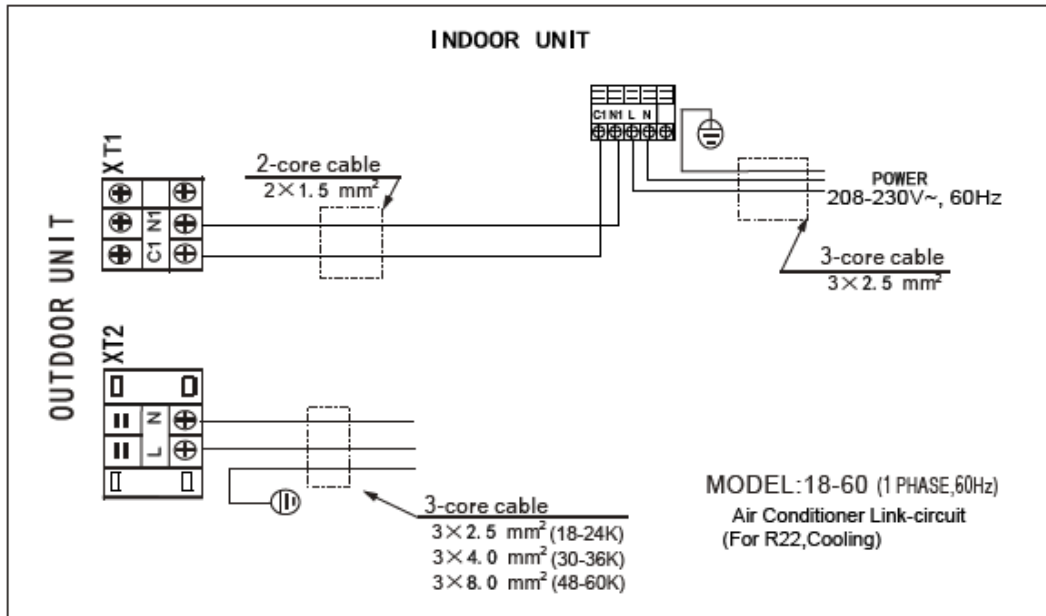 INDOOR UNIT
C1 N1 L N
XT1
2-core cable
2×1.5 mm²
POWER
208-230V~, 60Hz
N1
C1
3-core cable
3×2.5 mm²
OUTDOOR UNIT
XT2
N
L
3-core cable
3×2.5 mm² (18-24K)
3×4.0 mm² (30-36K)
3×8.0 mm² (48-60K)
MODEL:18-60 (1 PHASE,60Hz)
Air Conditioner Link-circuit
(For R22,Cooling)